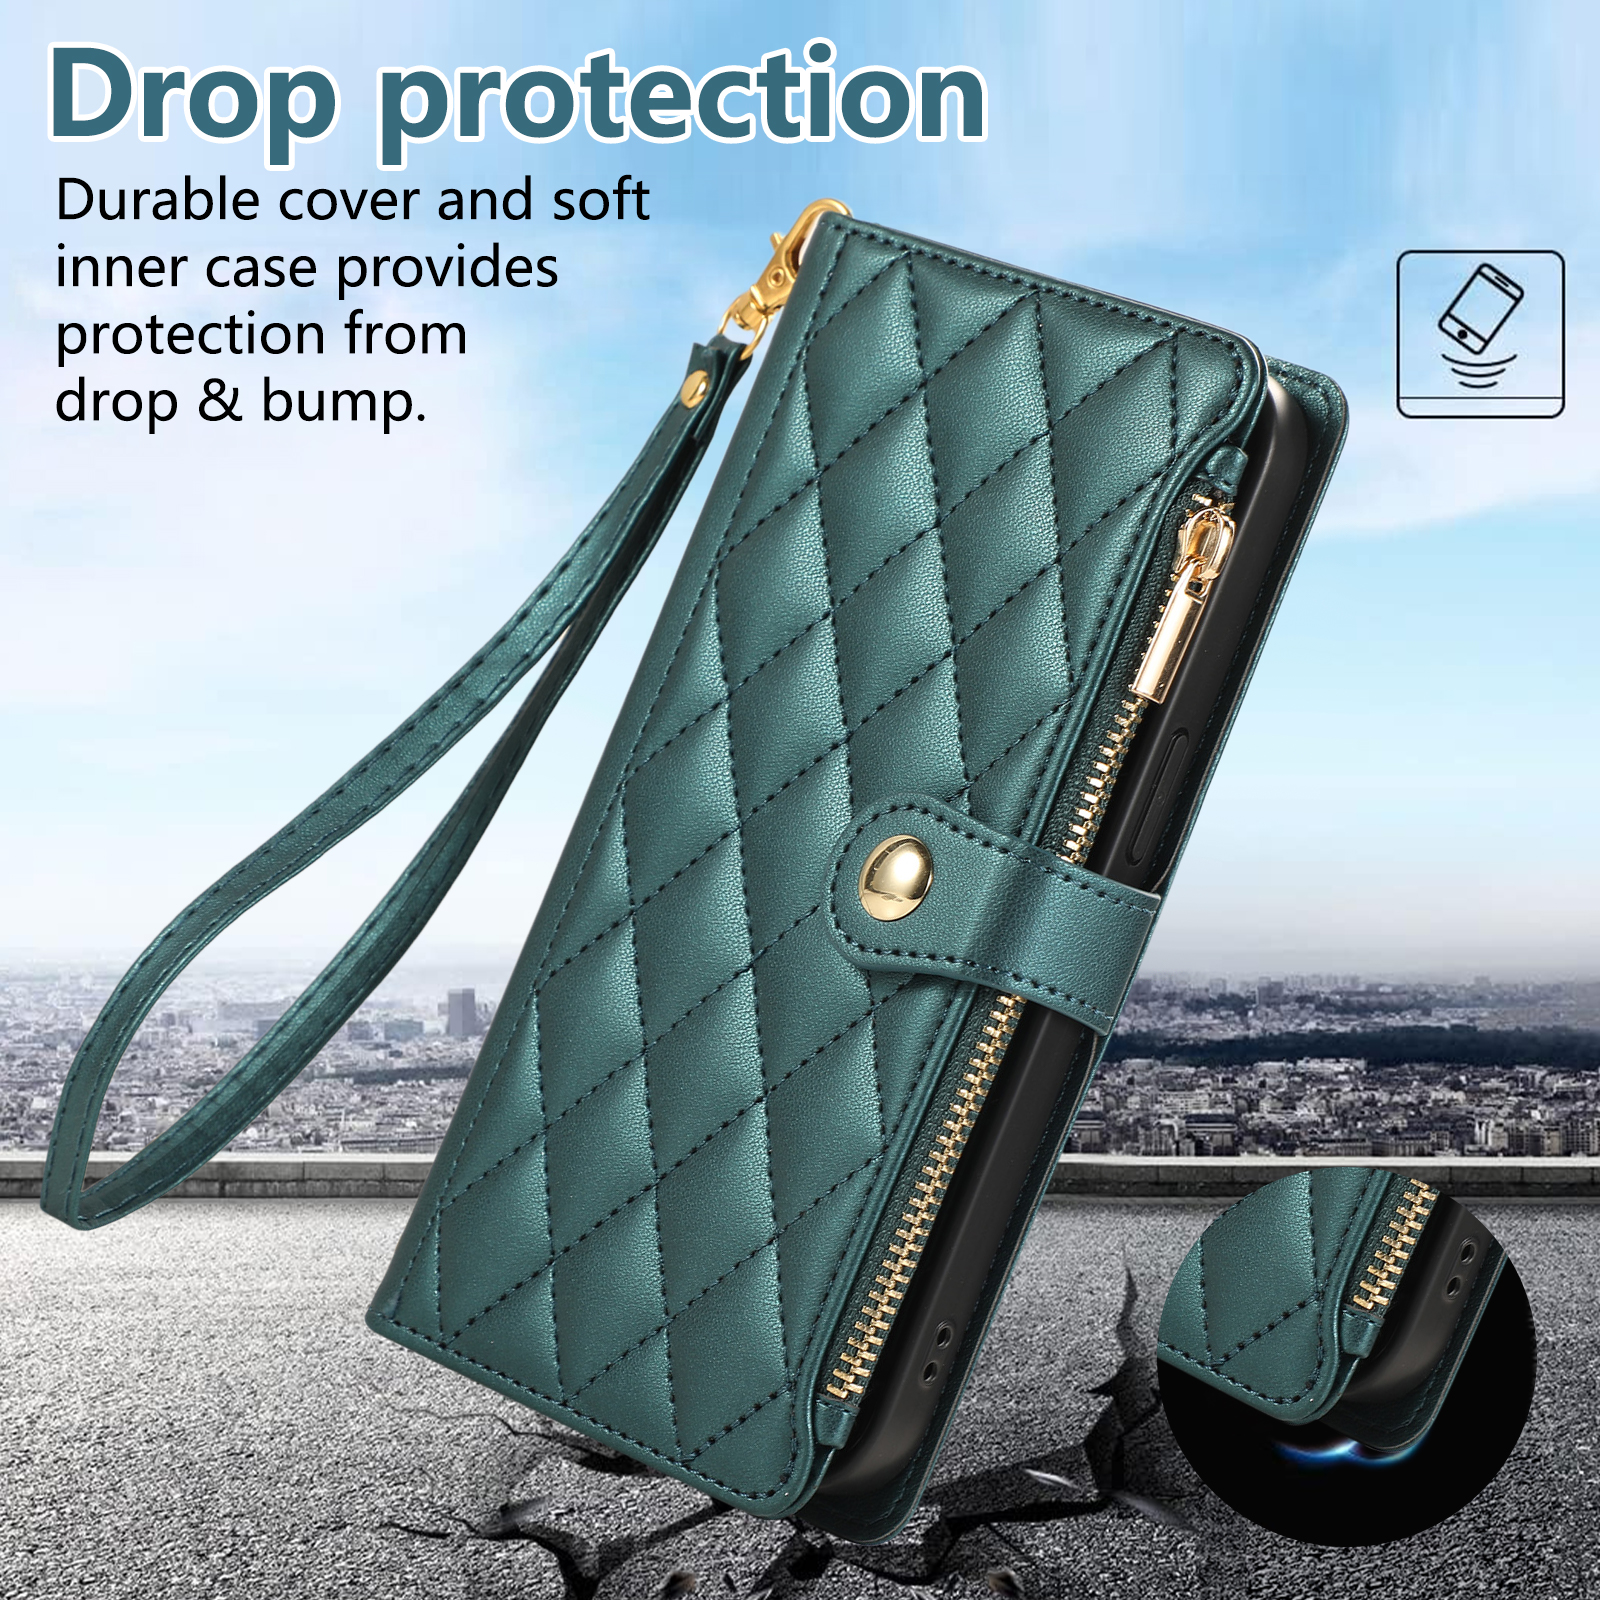 Drop protection
Durable cover and soft
inner case provides
protection from
drop & bump.